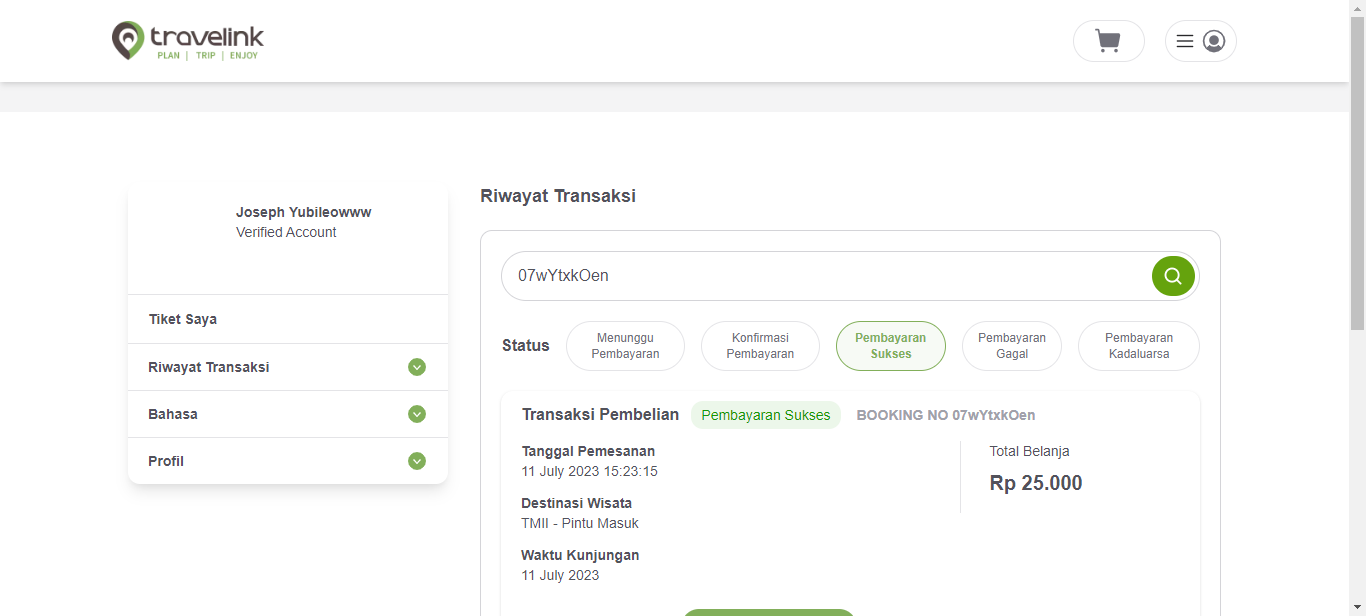 travelink
PLAN | TRIP | ENJOY
Joseph Yubileowww
Verified Account
Tiket Saya
Riwayat Transaksi
Bahasa
Profil
Riwayat Transaksi
07wYtxkOen
Status
Menunggu
Pembayaran
Konfirmasi
Pembayaran
Pembayaran
Sukses
Pembayaran
Gagal
Pembayaran
Kadaluarsa
Transaksi Pembelian Pembayaran Sukses BOOKING NO 07wYtxkOen
Tanggal Pemesanan
11 July 2023 15:23:15
Destinasi Wisata
TMII - Pintu Masuk
Waktu Kunjungan
11 July 2023
Total Belanja
Rp 25.000